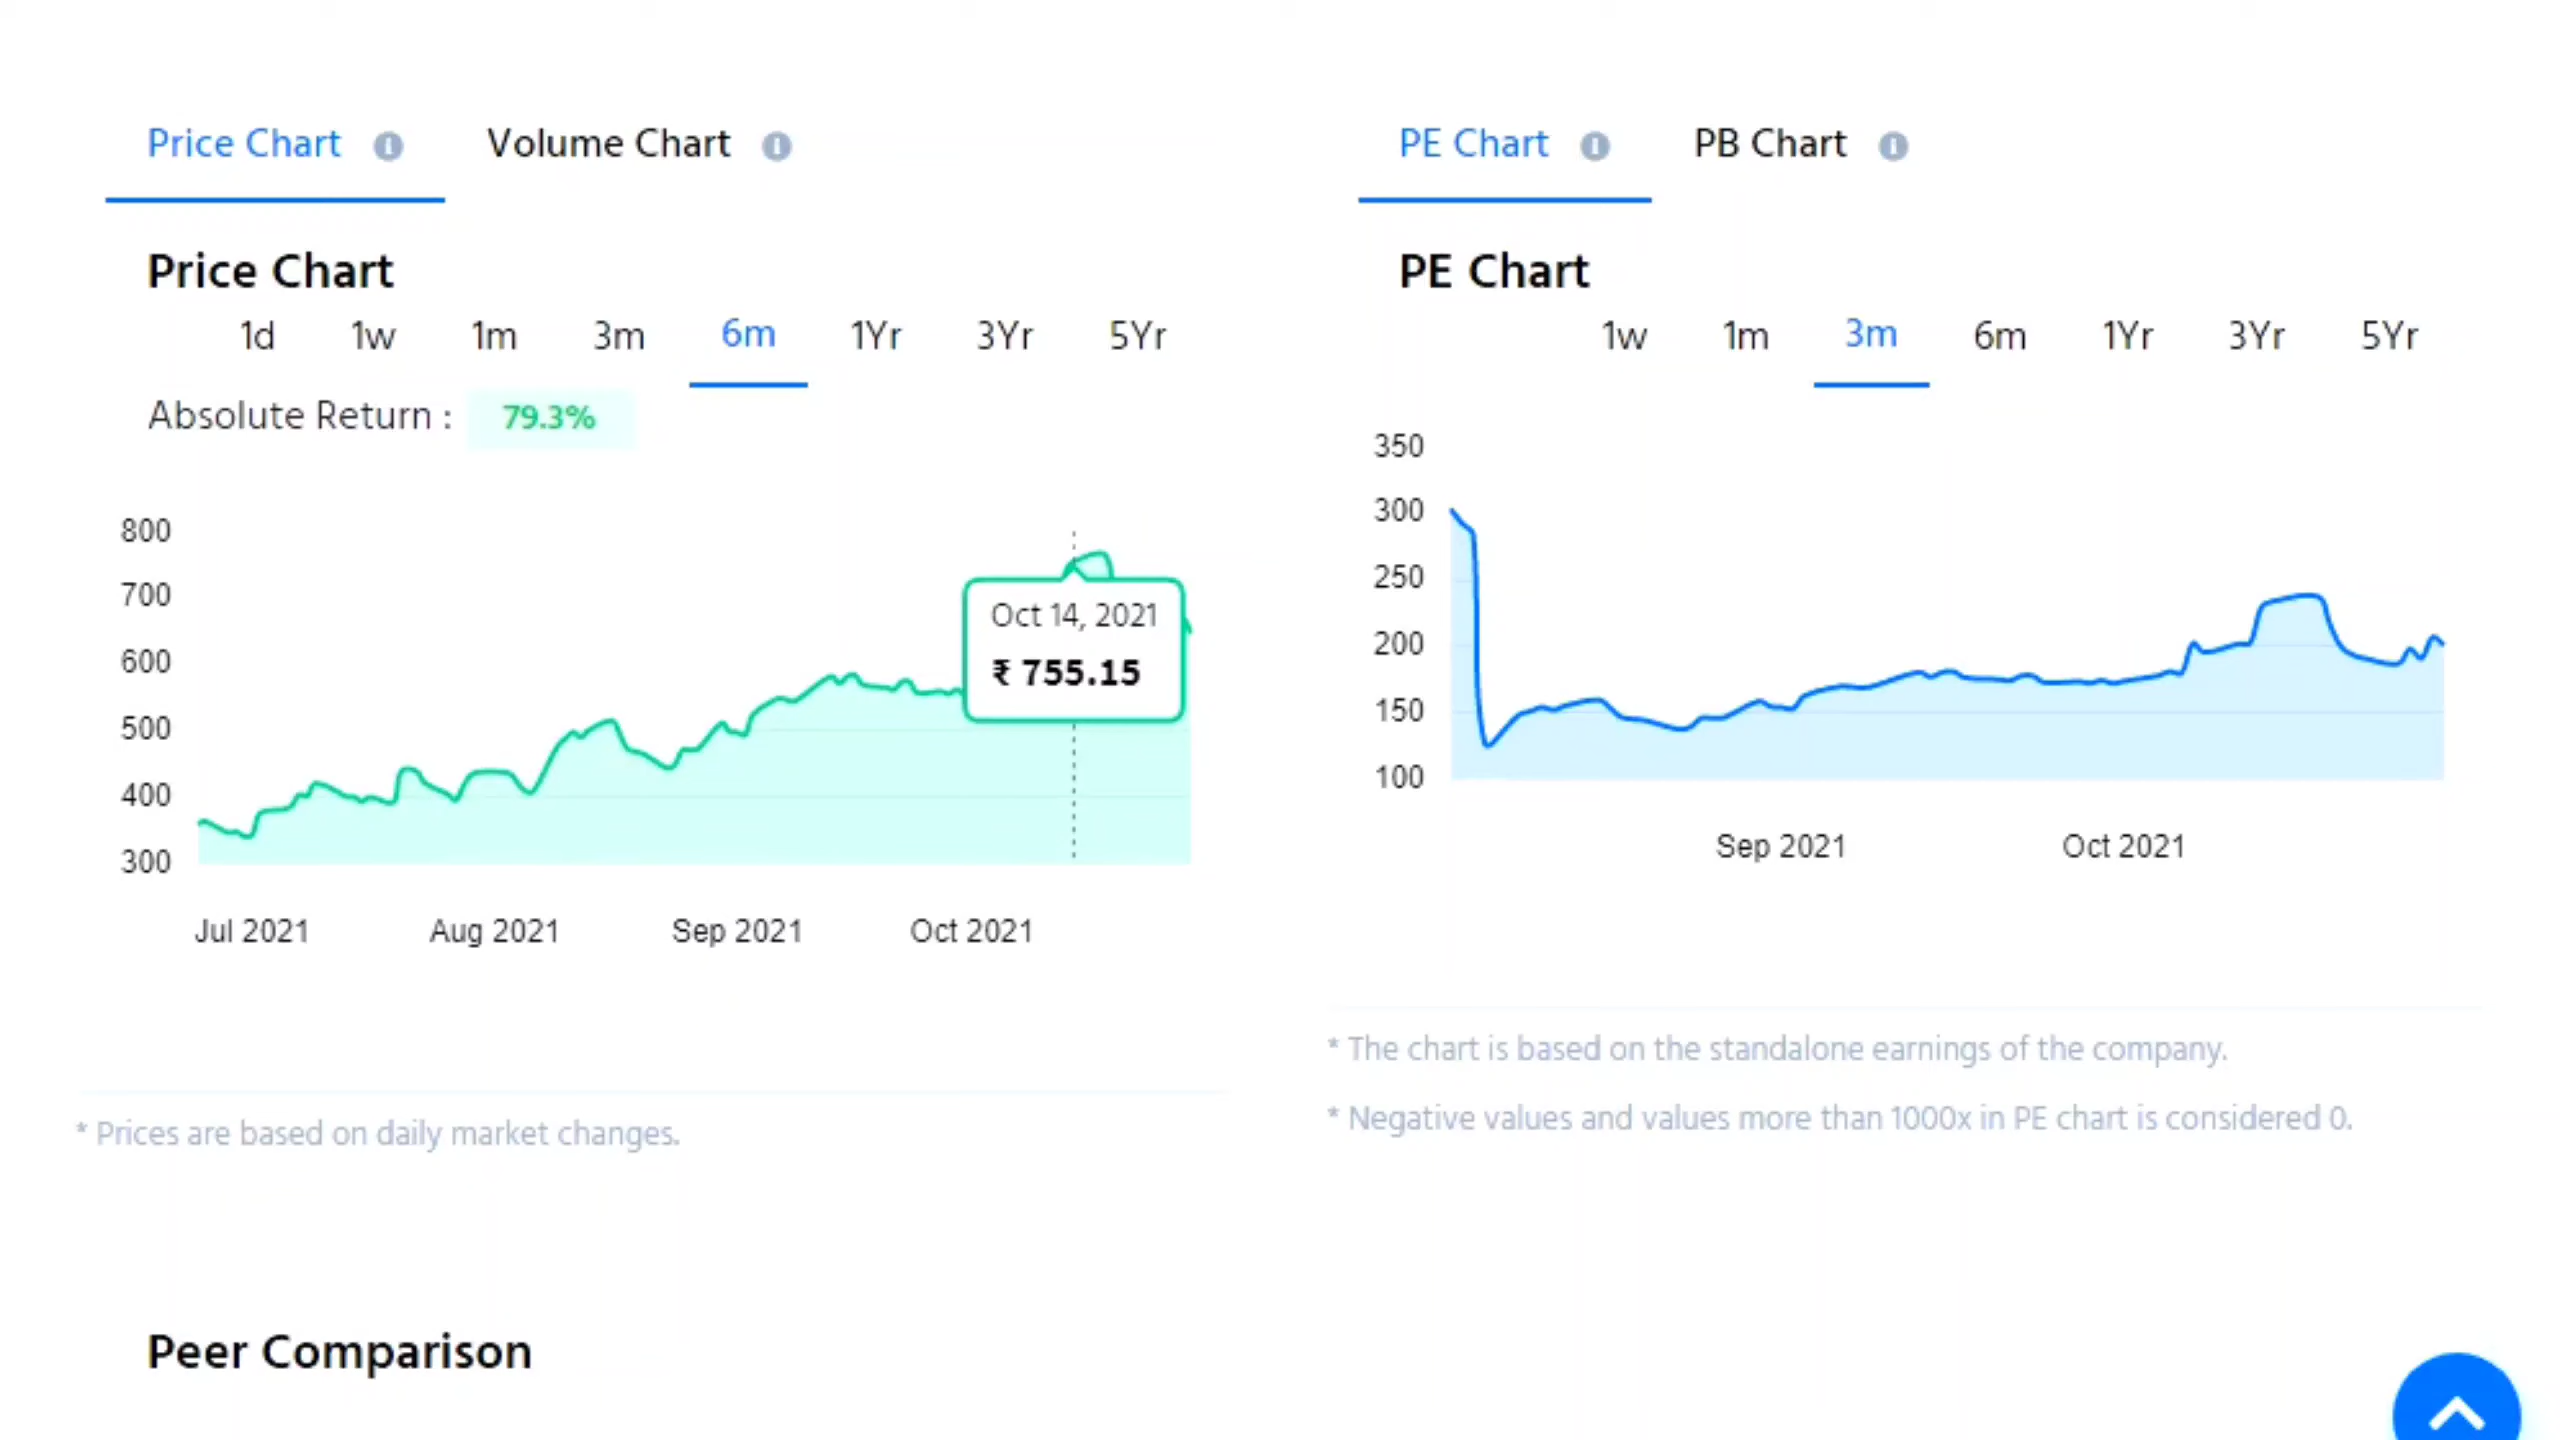 Price Chart Volume Chart
Price Chart
1d 1w 1m 3m 6m 1Yr 3Yr 5Yr
Absolute Return : 79.3%
800
700
600
500
400
300
Oct 14, 2021
₹ 755.15
Jul 2021 Aug 2021 Sep 2021 Oct 2021
* Prices are based on daily market changes.
PE Chart PB Chart
PE Chart
1w 1m 3m 6m 1Yr 3Yr 5Yr
350
300
250
200
150
100
Sep 2021 Oct 2021
* The chart is based on the standalone earnings of the company.
* Negative values and values more than 1000x in PE chart is considered 0.
Peer Comparison